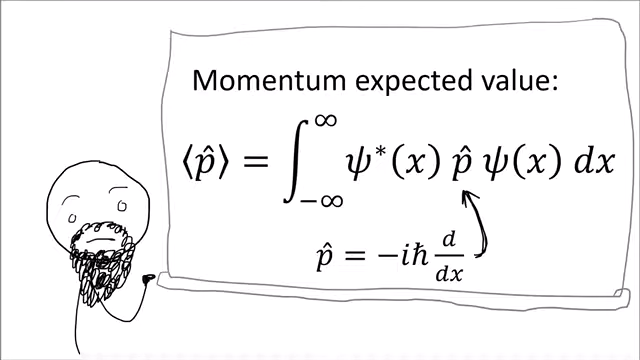 Momentum expected value:
⟨p̂⟩ = ∫_{−∞}^{∞} ψ*(x) p̂ ψ(x) dx
p̂ = −iħ d/dx